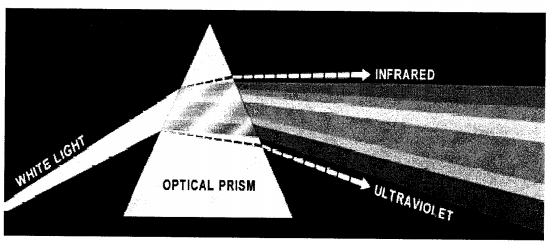 INFRARED
WHITE LIGHT
OPTICAL PRISM
ULTRAVIOLET